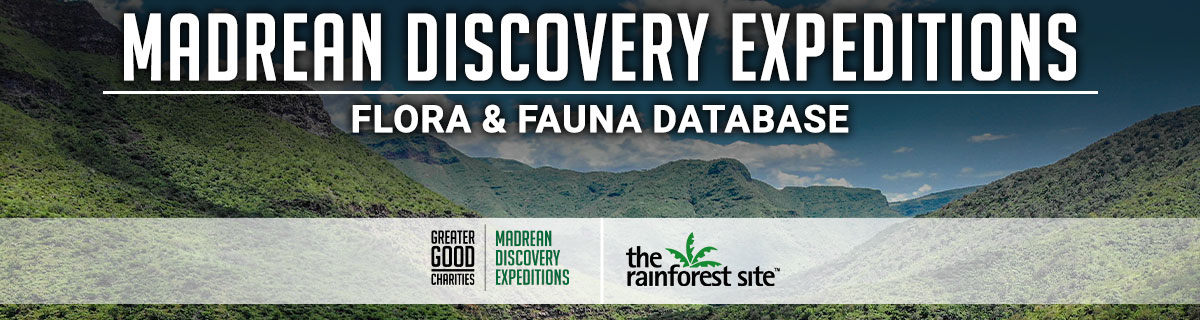 MADREAN DISCOVERY EXPEDITIONS
FLORA & FAUNA DATABASE
GREATER
GOOD
CHARITIES
MADREAN
DISCOVERY
EXPEDITIONS
the
rainforest site™